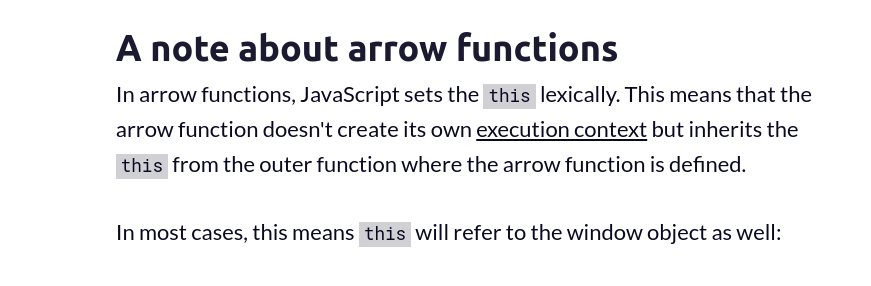 A note about arrow functions
In arrow functions, JavaScript sets the this lexically. This means that the
arrow function doesn't create its own execution context but inherits the
this from the outer function where the arrow function is defined.
In most cases, this means this will refer to the window object as well: